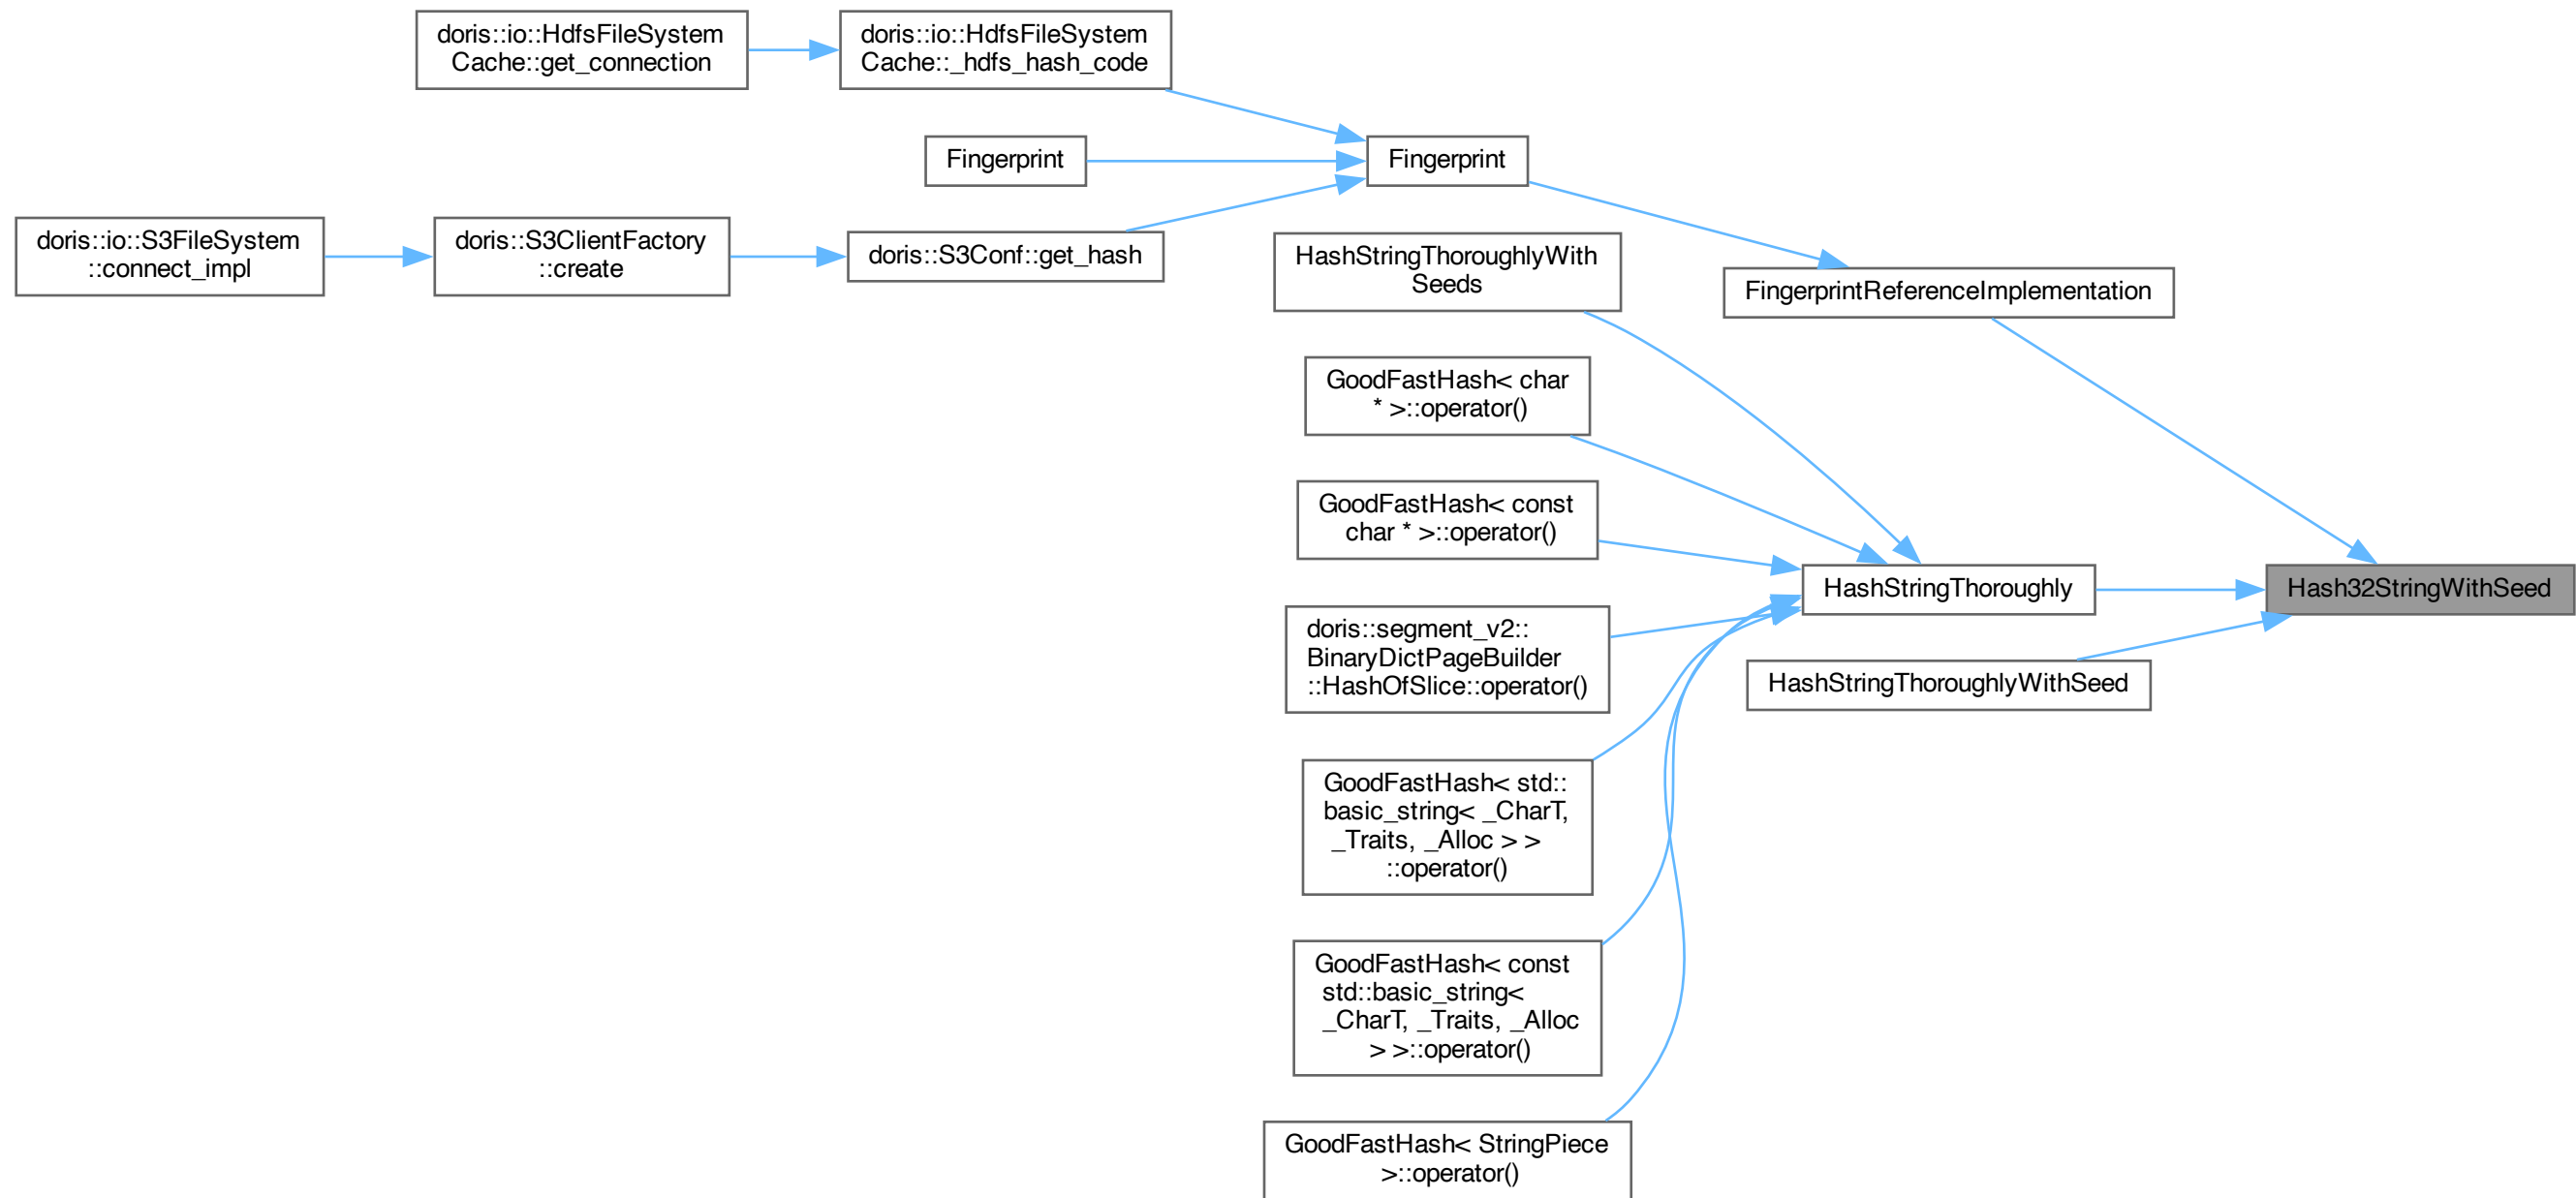 doris::io::HdfsFileSystem
Cache::get_connection
doris::io::HdfsFileSystem
Cache::_hdfs_hash_code
Fingerprint
Fingerprint
doris::io::S3FileSystem
::connect_impl
doris::S3ClientFactory
::create
doris::S3Conf::get_hash
HashStringThoroughlyWith
Seeds
FingerprintReferenceImplementation
GoodFastHash< char
* >::operator()
GoodFastHash< const
char * >::operator()
HashStringThoroughly
Hash32StringWithSeed
doris::segment_v2::
BinaryDictPageBuilder
::HashOfSlice::operator()
HashStringThoroughlyWithSeed
GoodFastHash< std::
basic_string< _CharT,
_Traits, _Alloc > >
::operator()
GoodFastHash< const
std::basic_string<
_CharT, _Traits, _Alloc
> >::operator()
GoodFastHash< StringPiece
>::operator()